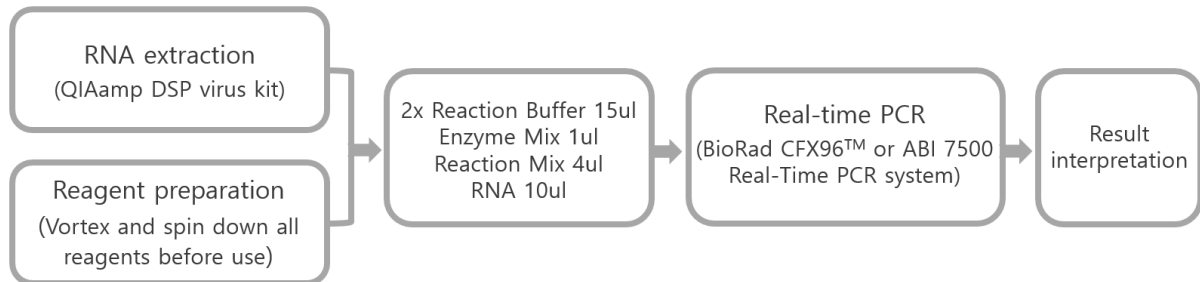 RNA extraction
(QIAamp DSP virus kit)
Reagent preparation
(Vortex and spin down all
reagents before use)
2x Reaction Buffer 15ul
Enzyme Mix 1ul
Reaction Mix 4ul
RNA 10ul
Real-time PCR
(BioRad CFX96™ or ABI 7500
Real-Time PCR system)
Result
interpretation